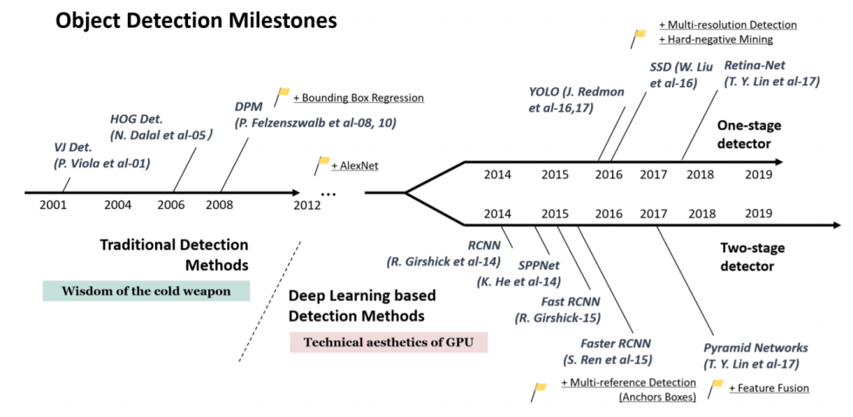 Object Detection Milestones
+ Multi-resolution Detection
+ Hard-negative Mining
SSD (W. Liu
et al-16)
Retina-Net
(T. Y. Lin et al-17)
YOLO (J. Redmon
et al-16,17)
+ Bounding Box Regression
DPM
(P. Felzenszwalb et al-08, 10)
HOG Det.
(N. Dalal et al-05)
VJ Det.
(P. Viola et al-01)
+ AlexNet
One-stage
detector
2014 2015 2016 2017 2018 2019
2001 2004 2006 2008 2012 ...
2014 2015 2016 2017 2018 2019
Traditional Detection
Methods
Wisdom of the cold weapon
Deep Learning based
Detection Methods
Technical aesthetics of GPU
RCNN
(R. Girshick et al-14)
SPPNet
(K. He et al-14)
Fast RCNN
(R. Girshick-15)
Faster RCNN
(S. Ren et al-15)
+ Multi-reference Detection
(Anchors Boxes)
Two-stage
detector
Pyramid Networks
(T. Y. Lin et al-17)
+ Feature Fusion